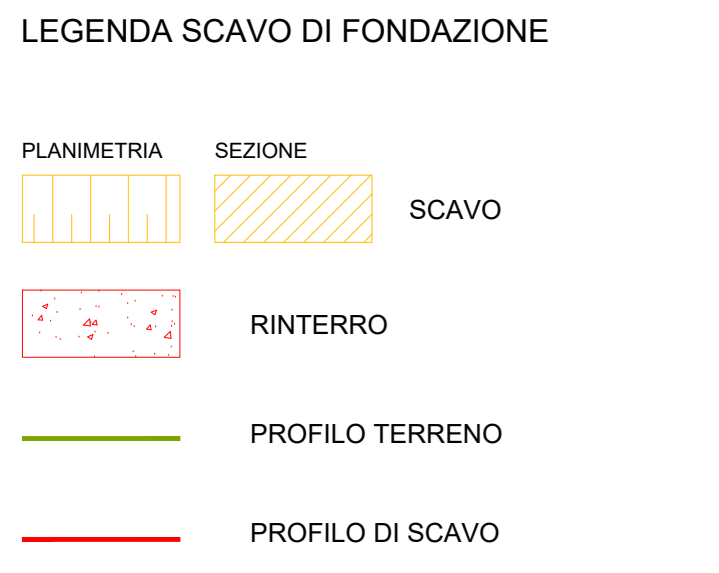 LEGENDA SCAVO DI FONDAZIONE
PLANIMETRIA SEZIONE
SCAVO
RINTERRO
PROFILO TERRENO
PROFILO DI SCAVO